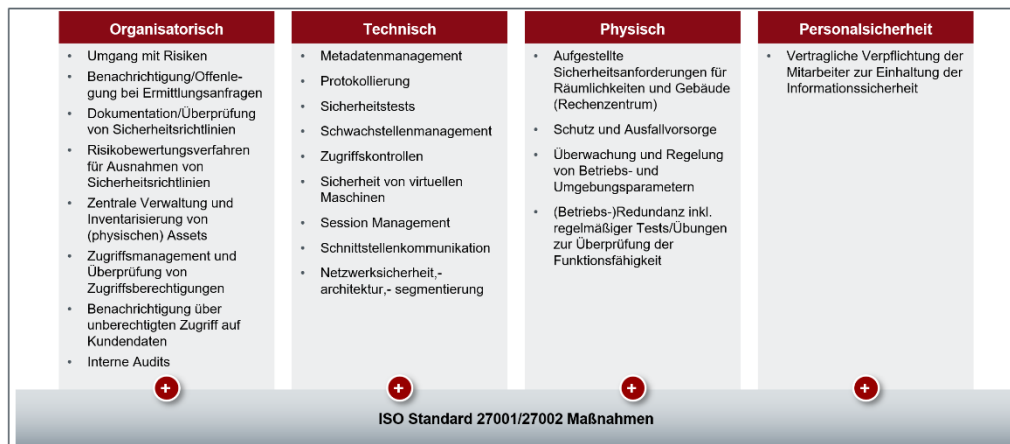 Organisatorisch
• Umgang mit Risiken
• Benachrichtigung/Offenle-
gung bei Ermittlungsanfragen
• Dokumentation/Überprüfung
von Sicherheitsrichtlinien
• Risikobewertungsverfahren
für Ausnahmen von
Sicherheitsrichtlinien
• Zentrale Verwaltung und
Inventarisierung von
(physischen) Assets
• Zugriffsmanagement und
Überprüfung von
Zugriffsberechtigungen
• Benachrichtigung über
unberechtigten Zugriff auf
Kundendaten
• Interne Audits
+
Technisch
• Metadatenmanagement
• Protokollierung
• Sicherheitstests
• Schwachstellenmanagement
• Zugriffskontrollen
• Sicherheit von virtuellen
Maschinen
• Session Management
• Schnittstellenkommunikation
• Netzwerksicherheit,-
architektur,- segmentierung
+
Physisch
• Aufgestellte
Sicherheitsanforderungen für
Räumlichkeiten und Gebäude
(Rechenzentrum)
• Schutz und Ausfallvorsorge
• Überwachung und Regelung
von Betriebs- und
Umgebungsparametern
• (Betriebs-)Redundanz inkl.
regelmäßiger Tests/Übungen
zur Überprüfung der
Funktionsfähigkeit
+
Personalsicherheit
• Vertragliche Verpflichtung der
Mitarbeiter zur Einhaltung der
Informationssicherheit
+
ISO Standard 27001/27002 Maßnahmen